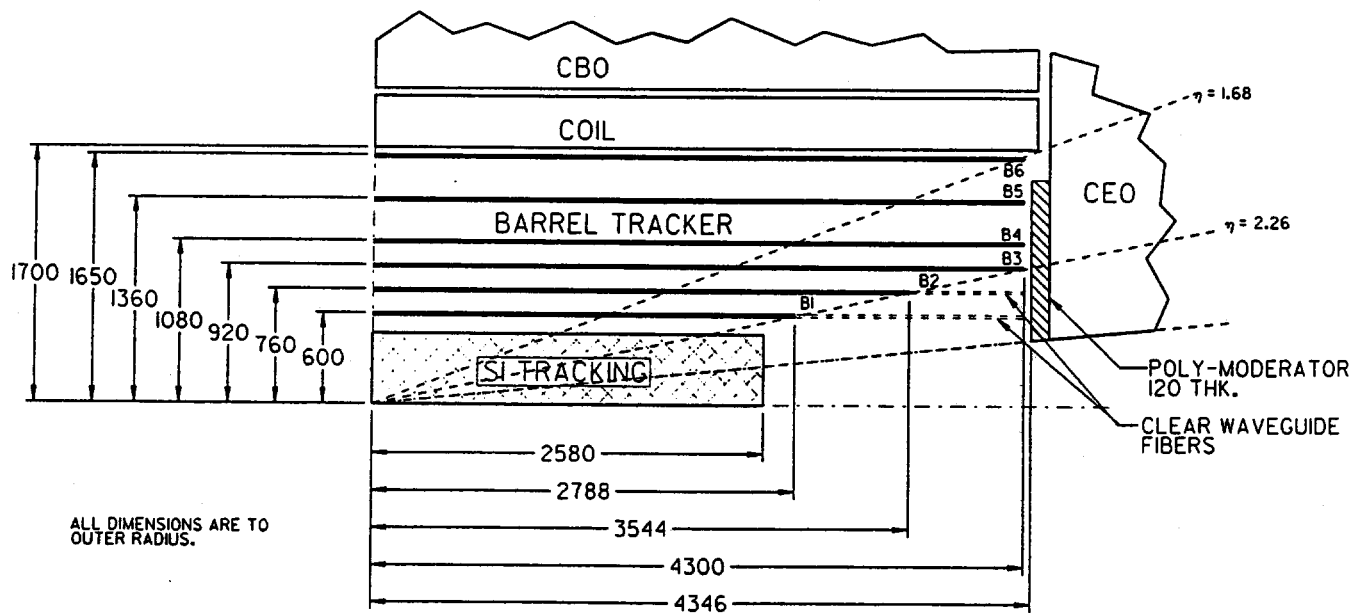 CBO
η = 1.68
COIL
B6
CEO
B5
BARREL TRACKER
B4
η = 2.26
B3
B2
B1
1700
1650
1360
1080
920
760
600
SI-TRACKING
POLY-MODERATOR
120 THK.
CLEAR WAVEGUIDE
FIBERS
2580
2788
3544
4300
4346
ALL DIMENSIONS ARE TO
OUTER RADIUS.